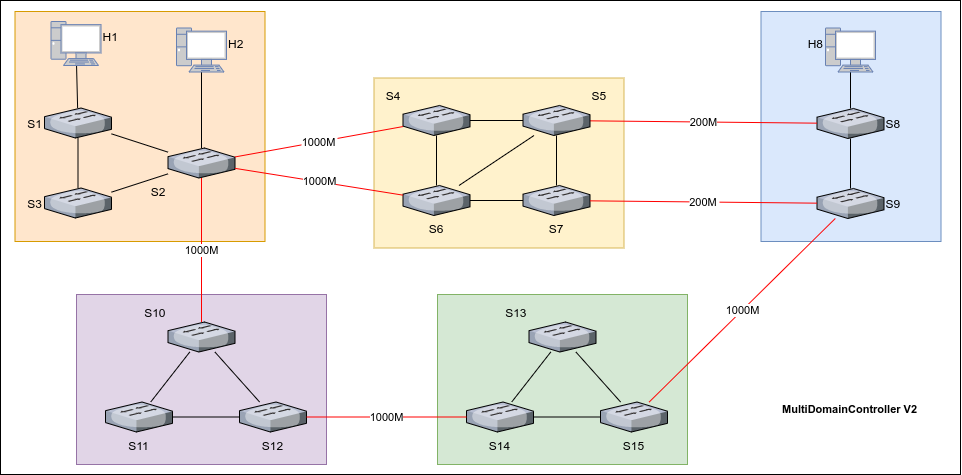 H1
H2
H8
S4
S5
S1
200M
S8
1000M
S2
1000M
S3
200M
S9
S6
S7
1000M
S10
S13
1000M
MultiDomainController V2
1000M
S11
S12
S14
S15